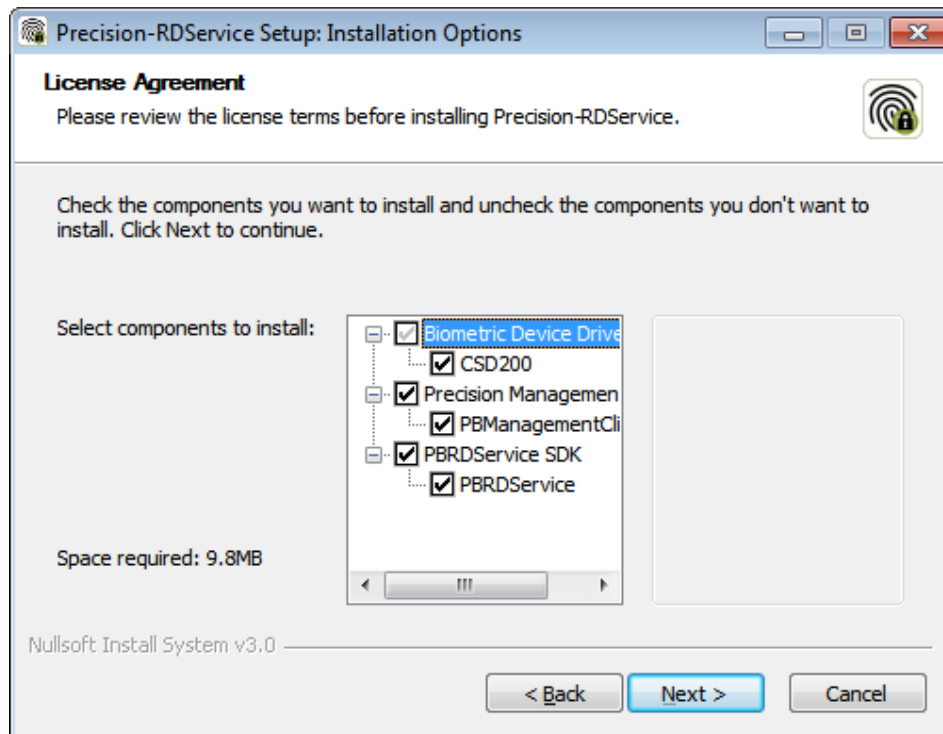 Precision-RDService Setup: Installation Options
License Agreement
Please review the license terms before installing Precision-RDService.
Check the components you want to install and uncheck the components you don't want to
install. Click Next to continue.
Select components to install:
Biometric Device Drive
CSD200
Precision Managemen
PBManagementCli
PBRDService SDK
PBRDService
Space required: 9.8MB
Nullsoft Install System v3.0
< Back
Next >
Cancel